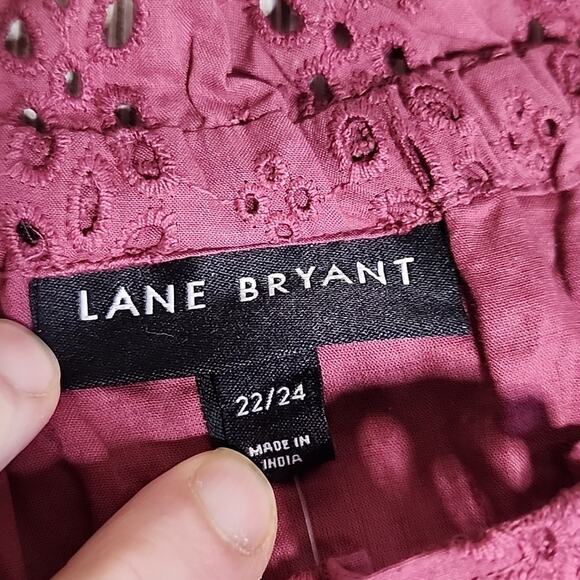 LANE BRYANT
22/24
MADE IN
INDIA